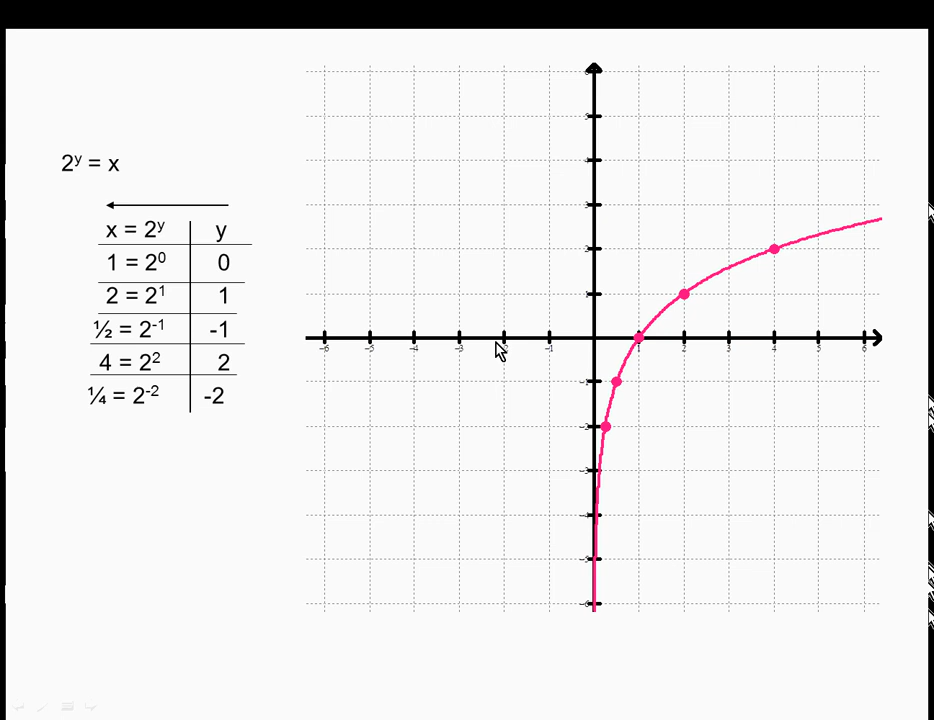 2ʸ = x
x = 2ʸ y
1 = 2⁰ 0
2 = 2¹ 1
½ = 2⁻¹ -1
4 = 2² 2
¼ = 2⁻² -2